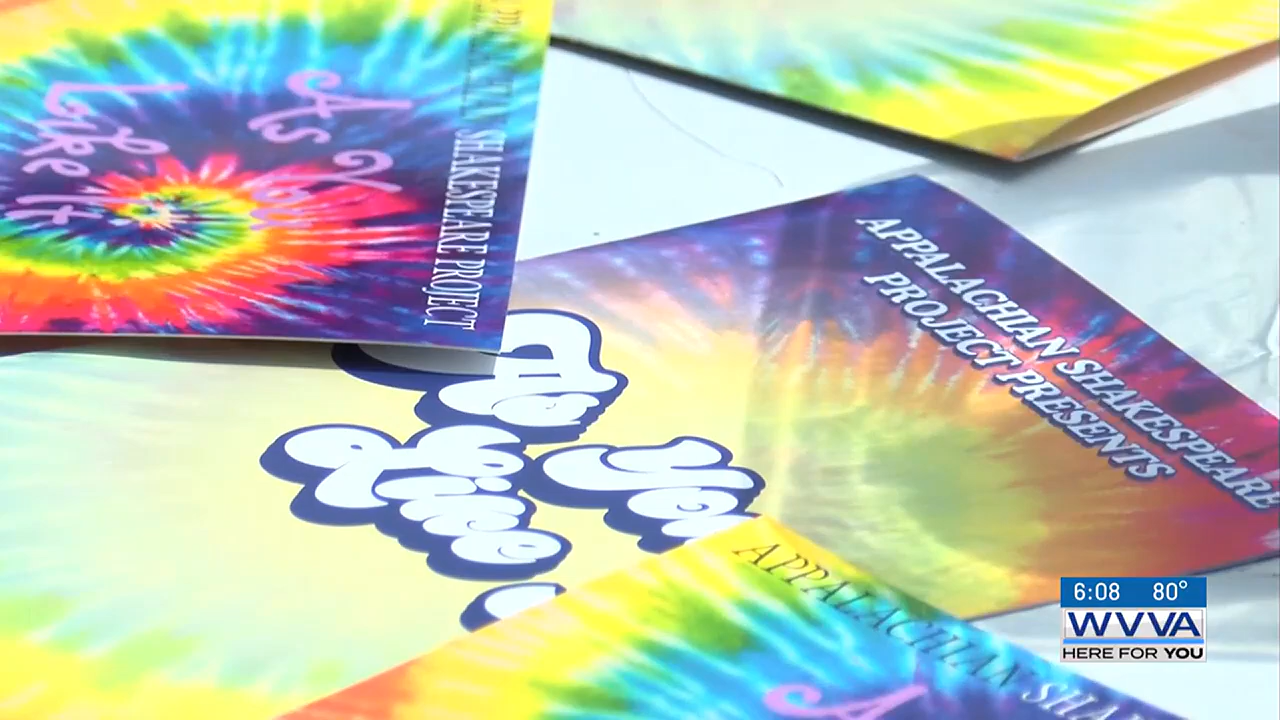 As You
Like It
APPALACHIAN SHAKESPEARE PROJECT
APPALACHIAN SHAKESPEARE
PROJECT PRESENTS
As You
Like
APPALACHIAN SHA
A
6:08 80°
WVVA
HERE FOR YOU